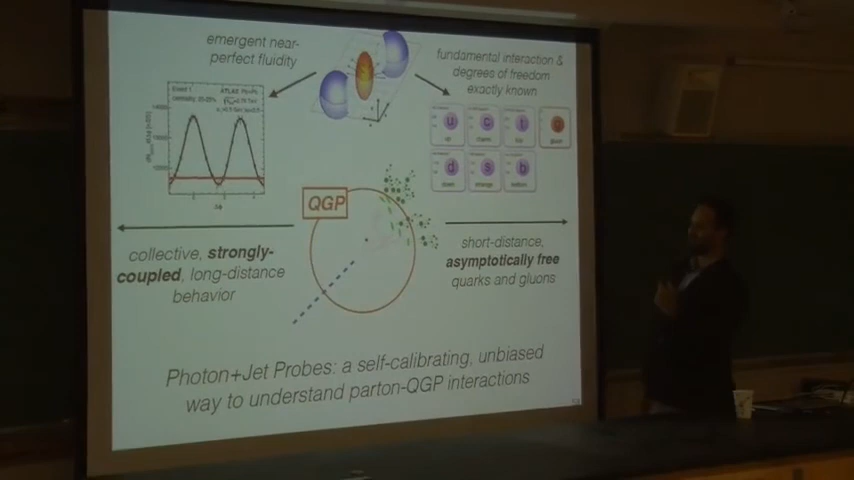 emergent near-
perfect fluidity
fundamental interaction &
degrees of freedom
exactly known
ATLAS
u
c
t
g
d
s
b
QGP
collective, strongly-
coupled, long-distance
behavior
short-distance,
asymptotically free
quarks and gluons
Photon+Jet Probes: a self-calibrating, unbiased
way to understand parton-QGP interactions